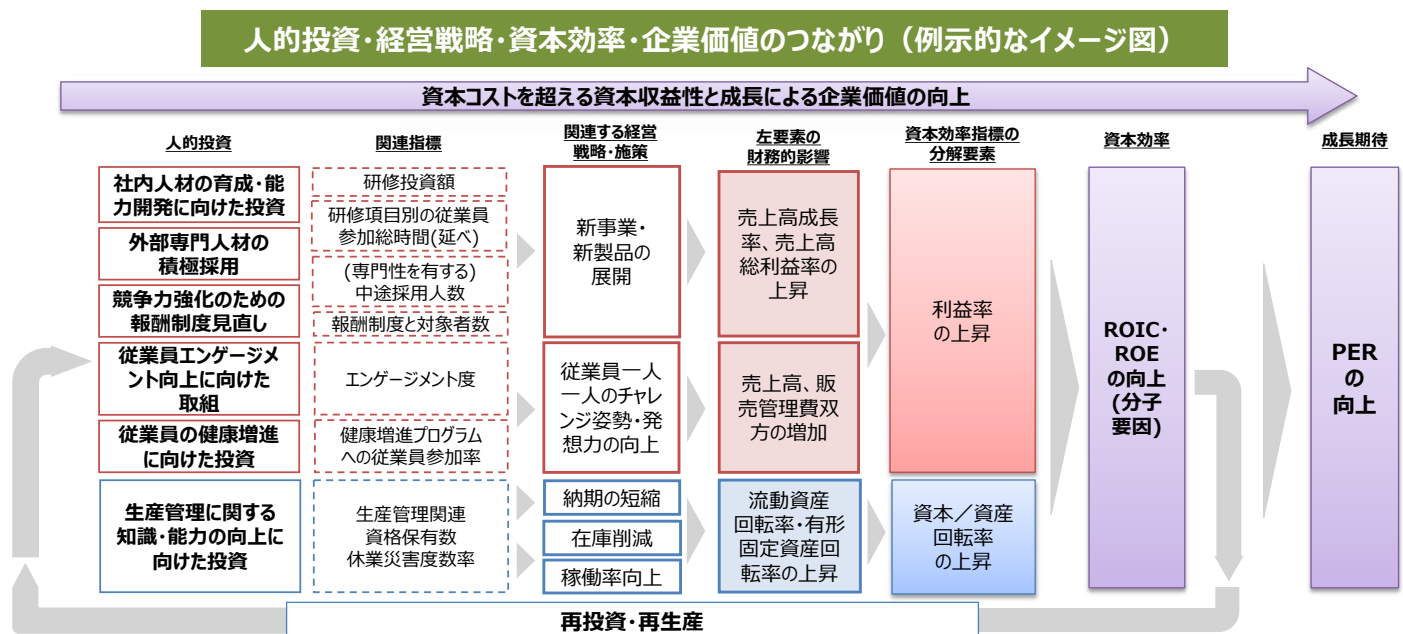 人的投資・経営戦略・資本効率・企業価値のつながり（例示的なイメージ図）
資本コストを超える資本収益性と成長による企業価値の向上
人的投資
関連指標
関連する経営
戦略・施策
左要素の
財務的影響
資本効率指標の
分解要素
資本効率
成長期待
社内人材の育成・能
力開発に向けた投資
外部専門人材の
積極採用
競争力強化のための
報酬制度見直し
従業員エンゲージメ
ント向上に向けた
取組
従業員の健康増進
に向けた投資
生産管理に関する
知識・能力の向上に
向けた投資
研修投資額
研修項目別の従業員
参加総時間(延べ)
(専門性を有する)
中途採用人数
報酬制度と対象者数
エンゲージメント度
健康増進プログラム
への従業員参加率
生産管理関連
資格保有数
休業災害度数率
新事業・
新製品の
展開
従業員一人
一人のチャレ
ンジ姿勢・発
想力の向上
納期の短縮
在庫削減
稼働率向上
売上高成長
率、売上高
総利益率の
上昇
売上高、販
売管理費双
方の増加
流動資産
回転率・有形
固定資産回
転率の上昇
利益率
の上昇
資本／資産
回転率
の上昇
ROIC・
ROE
の向上
(分子
要因)
PER
の
向上
再投資・再生産